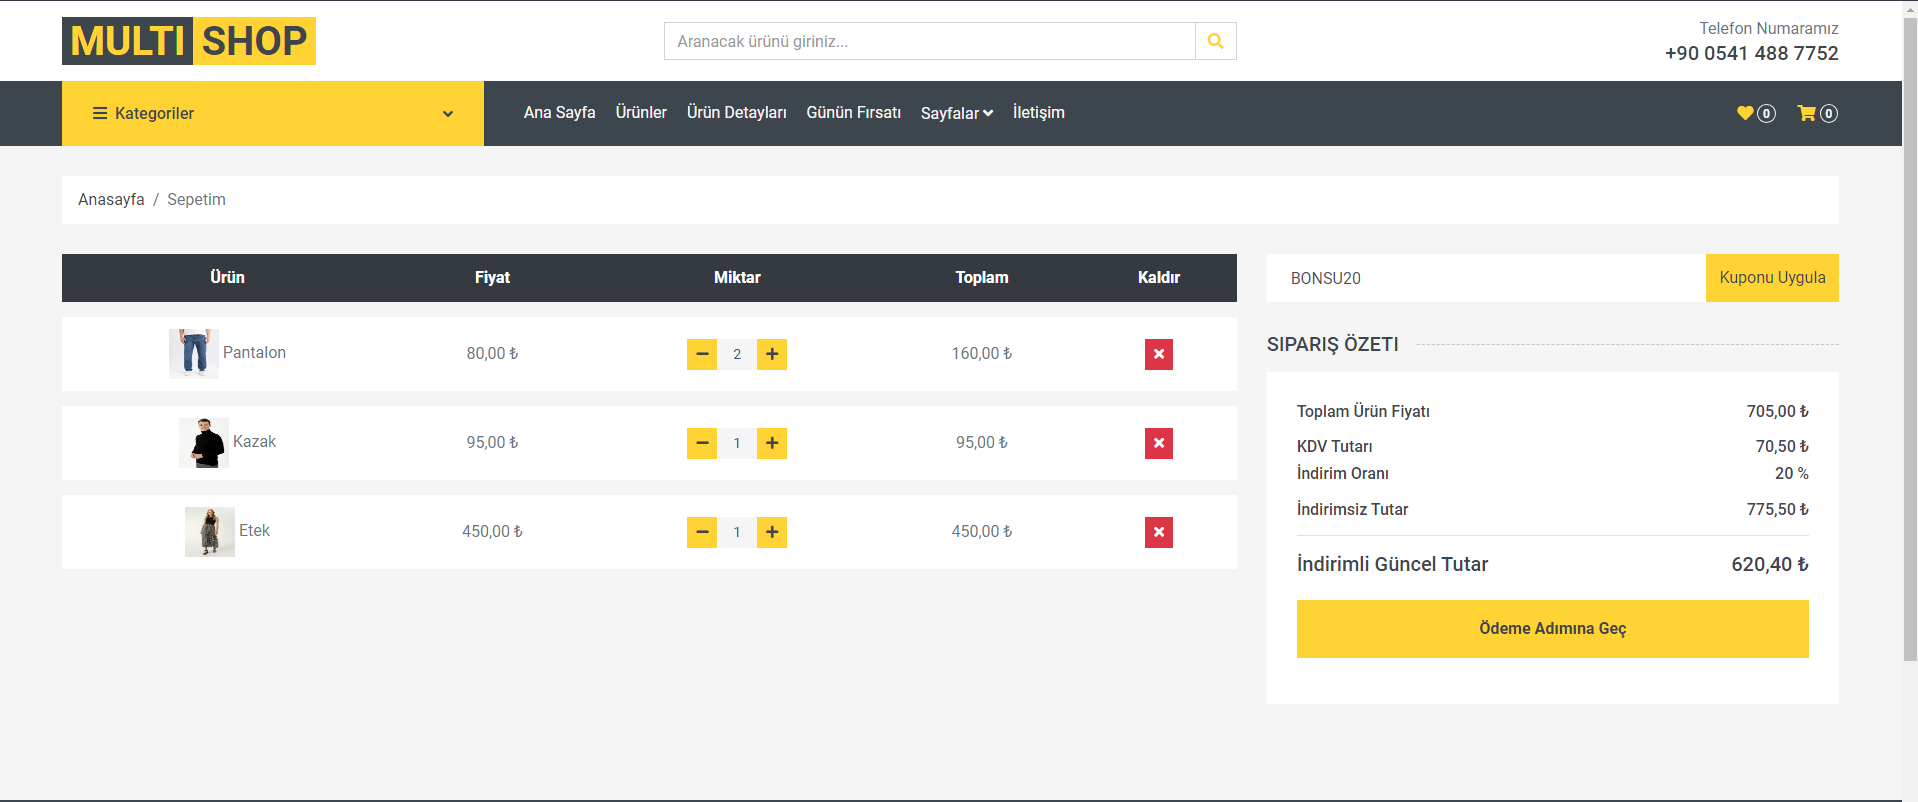 MULTI SHOP
Aranacak ürünü giriniz...
Telefon Numaramız
+90 0541 488 7752
Kategoriler
Ana Sayfa Ürünler Ürün Detayları Günün Fırsatı Sayfalar İletişim
0 0
Anasayfa / Sepetim
Ürün Fiyat Miktar Toplam Kaldır
Pantalon 80,00 ₺ 2 160,00 ₺
Kazak 95,00 ₺ 1 95,00 ₺
Etek 450,00 ₺ 1 450,00 ₺
BONSU20 Kuponu Uygula
SIPARIŞ ÖZETI
Toplam Ürün Fiyatı 705,00 ₺
KDV Tutarı 70,50 ₺
İndirim Oranı 20 %
İndirimsiz Tutar 775,50 ₺
İndirimli Güncel Tutar 620,40 ₺
Ödeme Adımına Geç